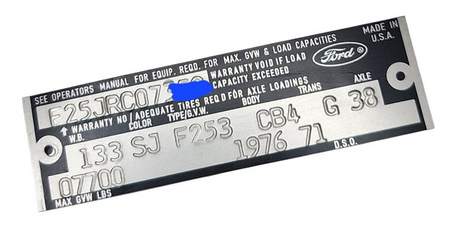 MADE IN
U.S.A.
SEE OPERATORS MANUAL FOR EQUIP. REQD. FOR MAX. GVW & LOAD CAPACITIES
Ford
F25JRC07
WARRANTY VOID IF LOAD
CAPACITY EXCEEDED
WARRANTY NO / ADEQUATE TIRES REQ'D FOR AXLE LOADINGS
W.B. COLOR TYPE/G.V.W. BODY TRANS AXLE
133 SJ F253 CB4 G 38
07700 1976 71
MAX GVW LBS D.S.O.